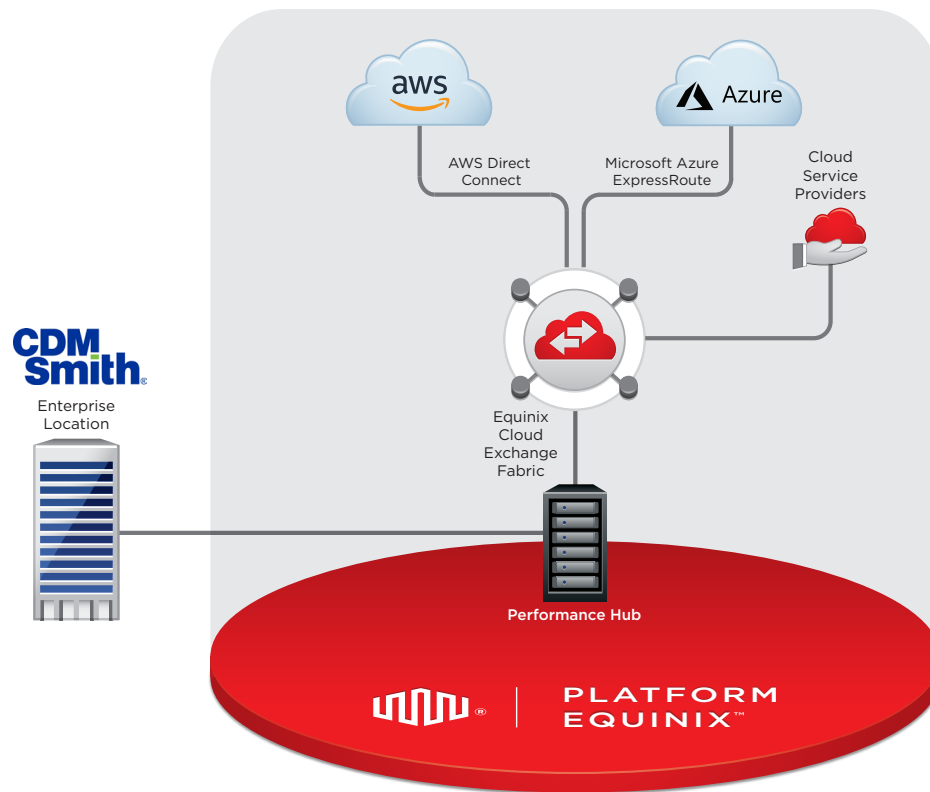 aws
Azure
AWS Direct
Connect
Microsoft Azure
ExpressRoute
Cloud
Service
Providers
CDM
Smith®
Enterprise
Location
Equinix
Cloud
Exchange
Fabric
Performance Hub
®
PLATFORM
EQUINIX™